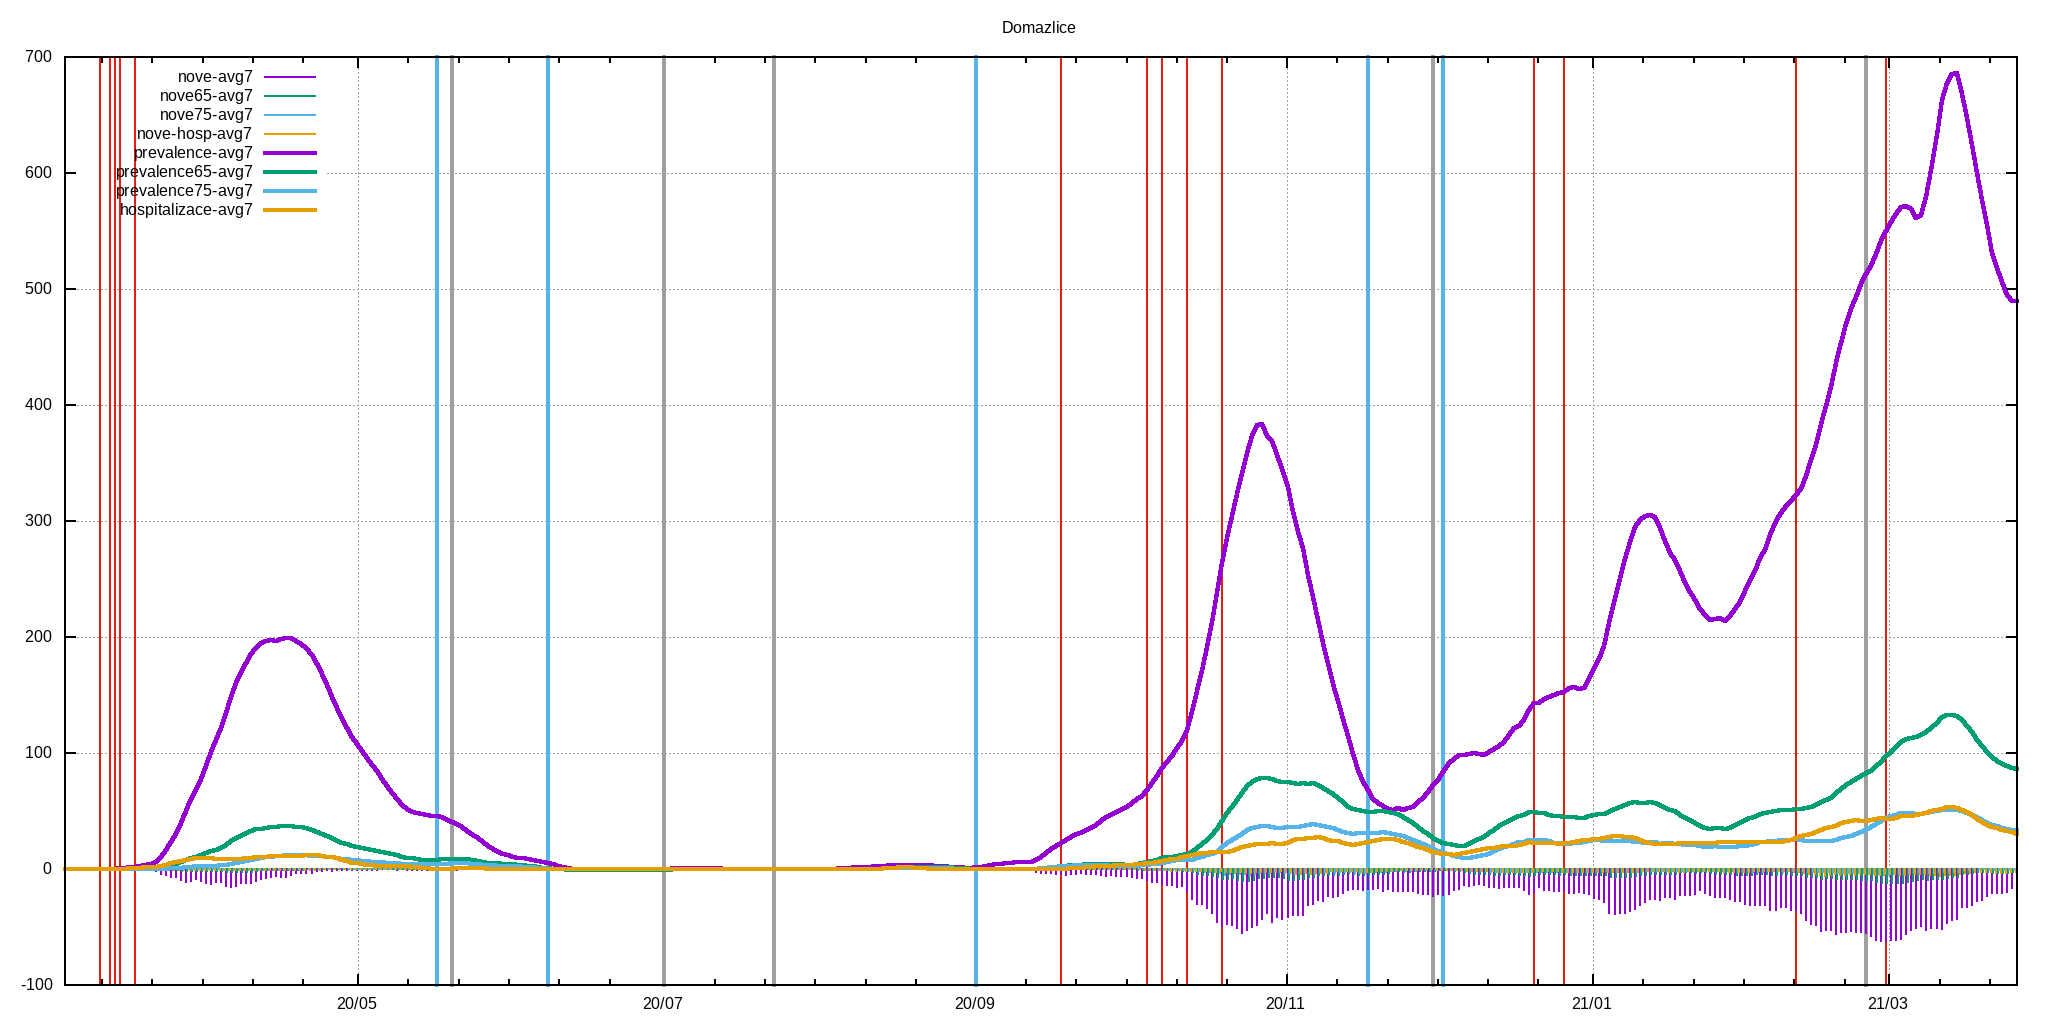 Domazlice
700
600
500
400
300
200
100
0
-100
nove-avg7
nove65-avg7
nove75-avg7
nove-hosp-avg7
prevalence-avg7
prevalence65-avg7
prevalence75-avg7
hospitalizace-avg7
20/05 20/07 20/09 20/11 21/01 21/03